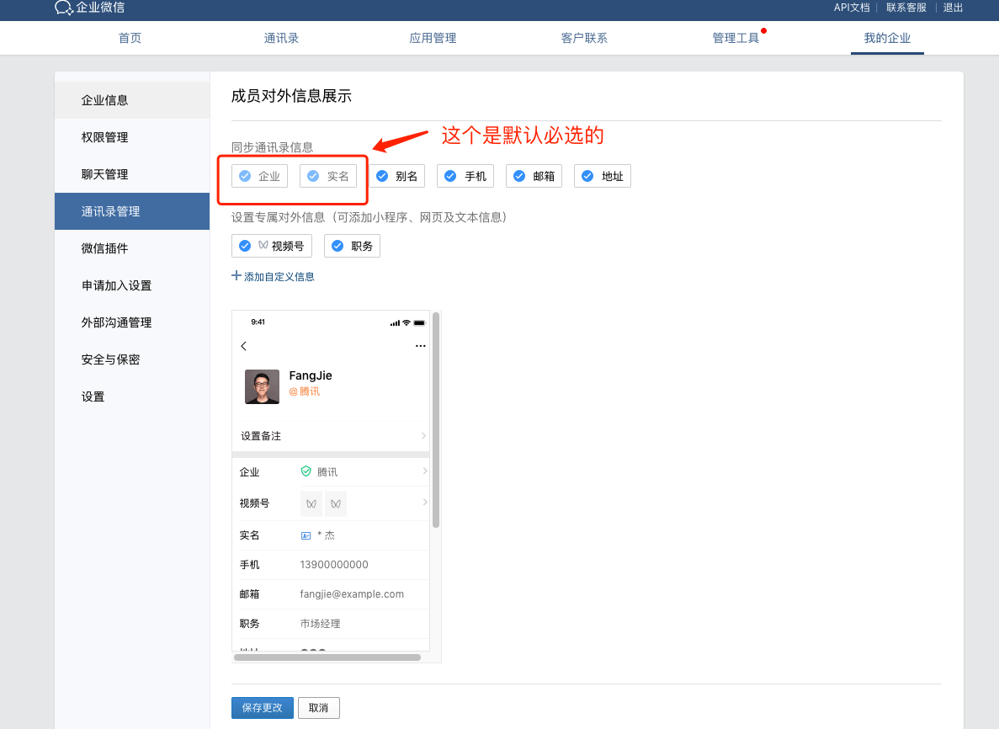 企业微信
API文档 | 联系客服 | 退出
首页 通讯录 应用管理 客户联系 管理工具 我的企业
企业信息
权限管理
聊天管理
通讯录管理
微信插件
申请加入设置
外部沟通管理
安全与保密
设置
成员对外信息展示
这个是默认必选的
同步通讯录信息
企业 实名 别名 手机 邮箱 地址
设置专属对外信息（可添加小程序、网页及文本信息）
视频号 职务
添加自定义信息
9:41
FangJie
@腾讯
设置备注
企业 腾讯
视频号
实名 * 杰
手机 13900000000
邮箱 fangjie@example.com
职务 市场经理
保存更改 取消